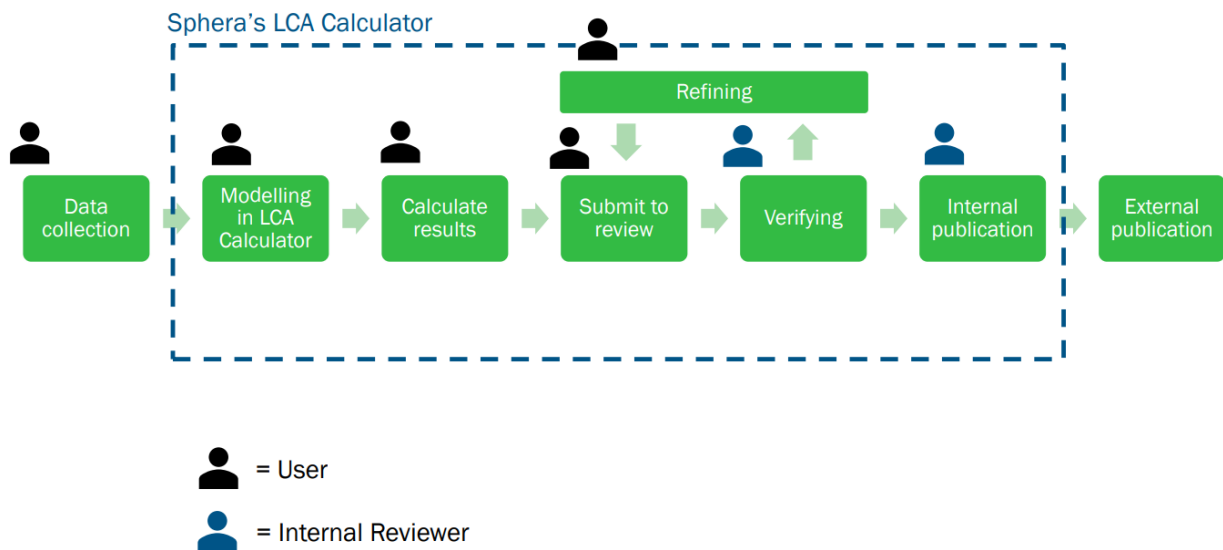 Sphera's LCA Calculator
Refining
Data
collection
Modelling
in LCA
Calculator
Calculate
results
Submit to
review
Verifying
Internal
publication
External
publication
= User
= Internal Reviewer